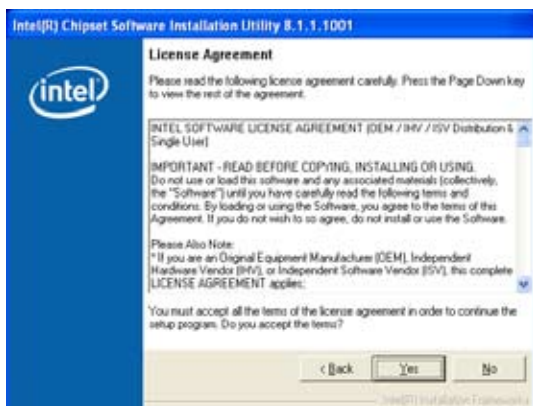 Intel(R) Chipset Software Installation Utility 8.1.1.1001
intel
License Agreement
Please read the following license agreement carefully. Press the Page Down key
to view the rest of the agreement.
INTEL SOFTWARE LICENSE AGREEMENT (OEM / IHV / ISV Distribution &
Single User)
IMPORTANT - READ BEFORE COPYING, INSTALLING OR USING.
Do not use or load this software and any associated materials (collectively,
the "Software") until you have carefully read the following terms and
conditions. By loading or using the Software, you agree to the terms of this
Agreement. If you do not wish to so agree, do not install or use the Software.
Please Also Note:
* If you are an Original Equipment Manufacturer (OEM), Independent
Hardware Vendor (IHV), or Independent Software Vendor (ISV), this complete
LICENSE AGREEMENT applies;
You must accept all the terms of the license agreement in order to continue the
setup program. Do you accept the terms?
< Back
Yes
No
Intel(R) Installation Framework